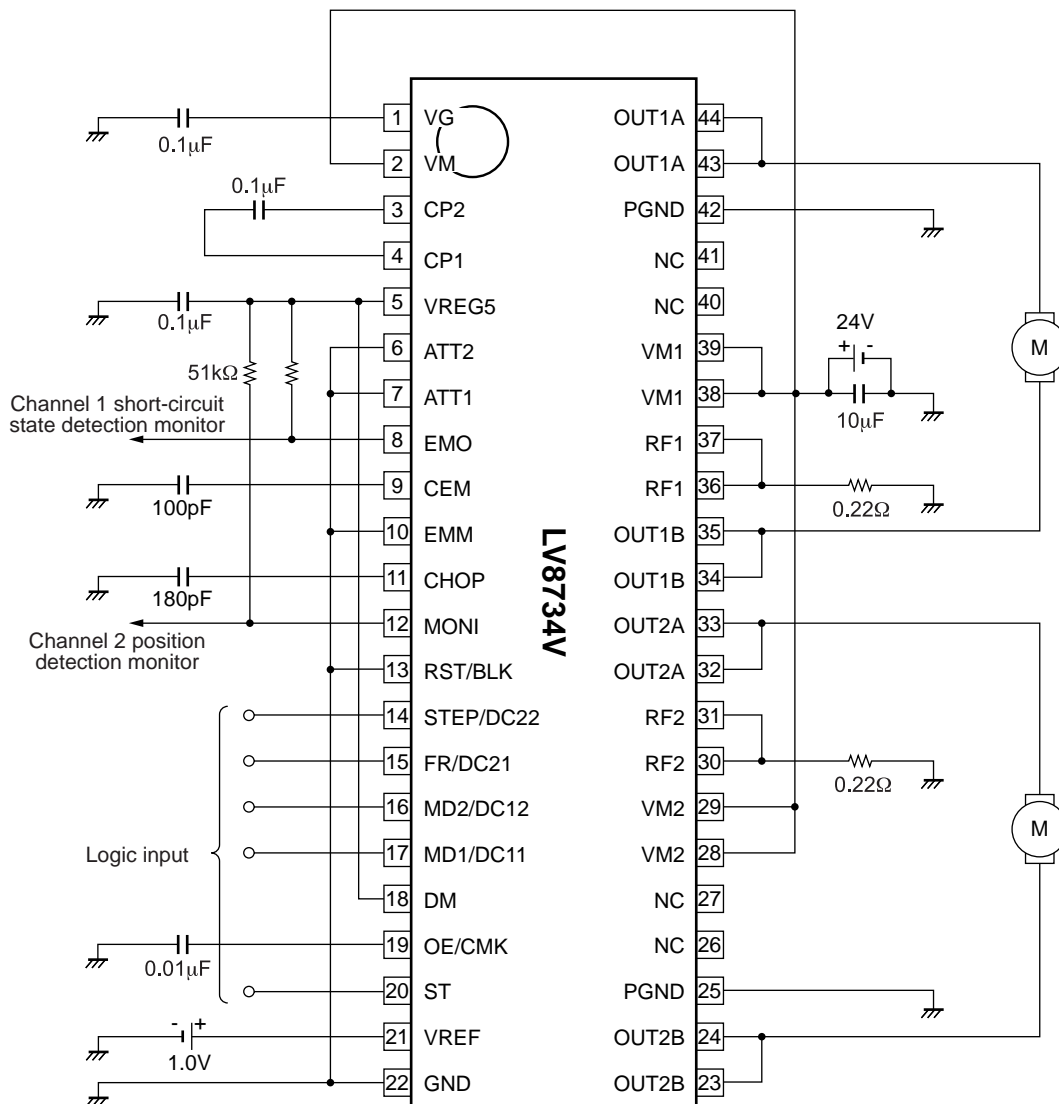 1 VG OUT1A 44
0.1µF
2 VM OUT1A 43
0.1µF
3 CP2 PGND 42
4 CP1 NC 41
5 VREG5 NC 40
0.1µF
24V
+ -
6 ATT2 VM1 39
51kΩ
7 ATT1 VM1 38
10µF
Channel 1 short-circuit
state detection monitor
8 EMO RF1 37
9 CEM RF1 36
100pF
0.22Ω
10 EMM OUT1B 35
11 CHOP OUT1B 34
180pF
12 MONI OUT2A 33
Channel 2 position
detection monitor
13 RST/BLK OUT2A 32
14 STEP/DC22 RF2 31
15 FR/DC21 RF2 30
0.22Ω
16 MD2/DC12 VM2 29
17 MD1/DC11 VM2 28
Logic input
18 DM NC 27
19 OE/CMK NC 26
0.01µF
20 ST PGND 25
- +
21 VREF OUT2B 24
1.0V
22 GND OUT2B 23
LV8734V
M
M